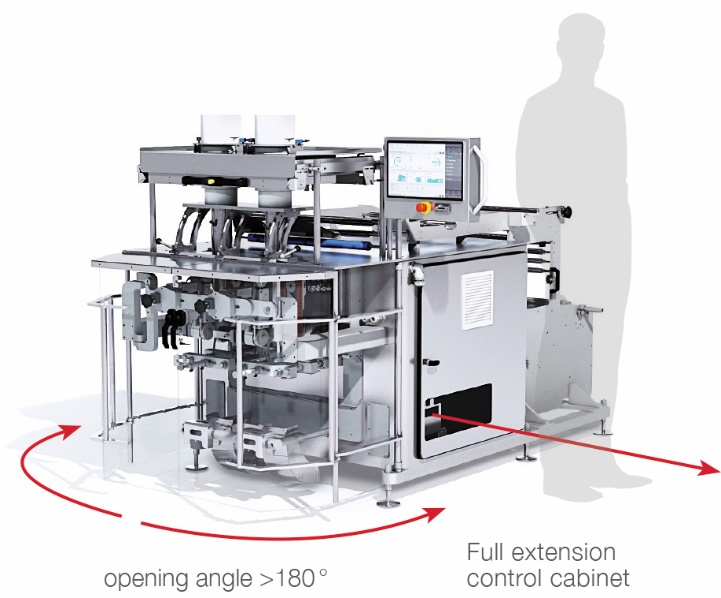 opening angle >180°
Full extension
control cabinet